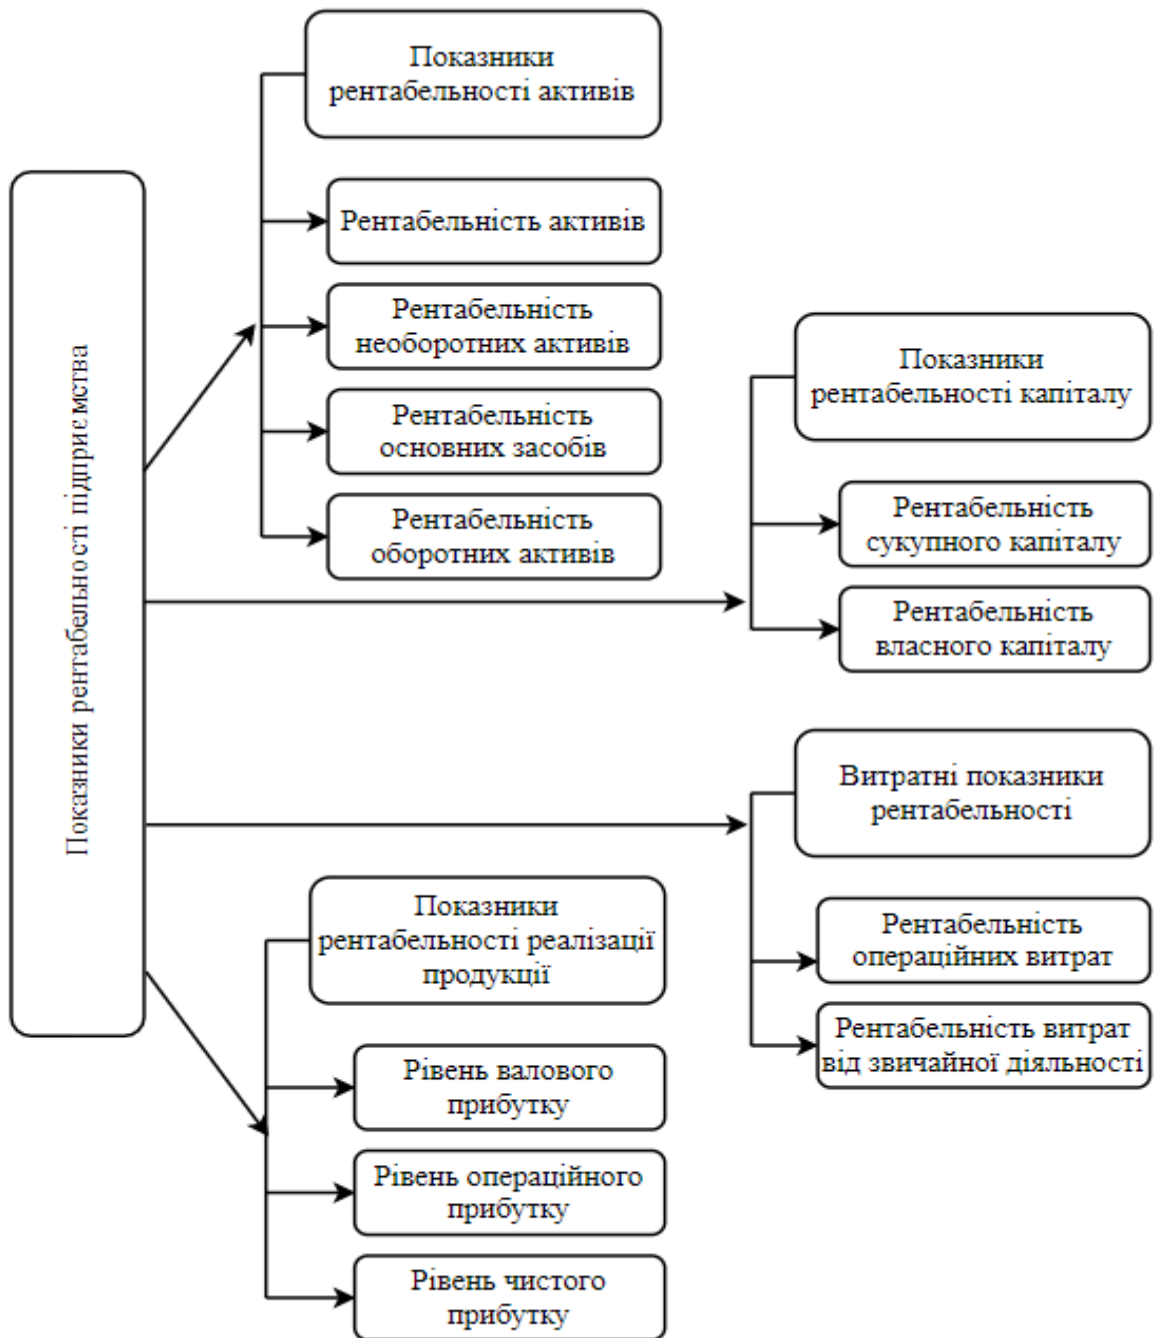 Показники рентабельності підприємства
Показники
рентабельності активів
Рентабельність активів
Рентабельність
необоротних активів
Рентабельність
основних засобів
Рентабельність
оборотних активів
Показники
рентабельності капіталу
Рентабельність
сукупного капіталу
Рентабельність
власного капіталу
Витратні показники
рентабельності
Рентабельність
операційних витрат
Рентабельність витрат
від звичайної діяльності
Показники
рентабельності реалізації
продукції
Рівень валового
прибутку
Рівень операційного
прибутку
Рівень чистого
прибутку